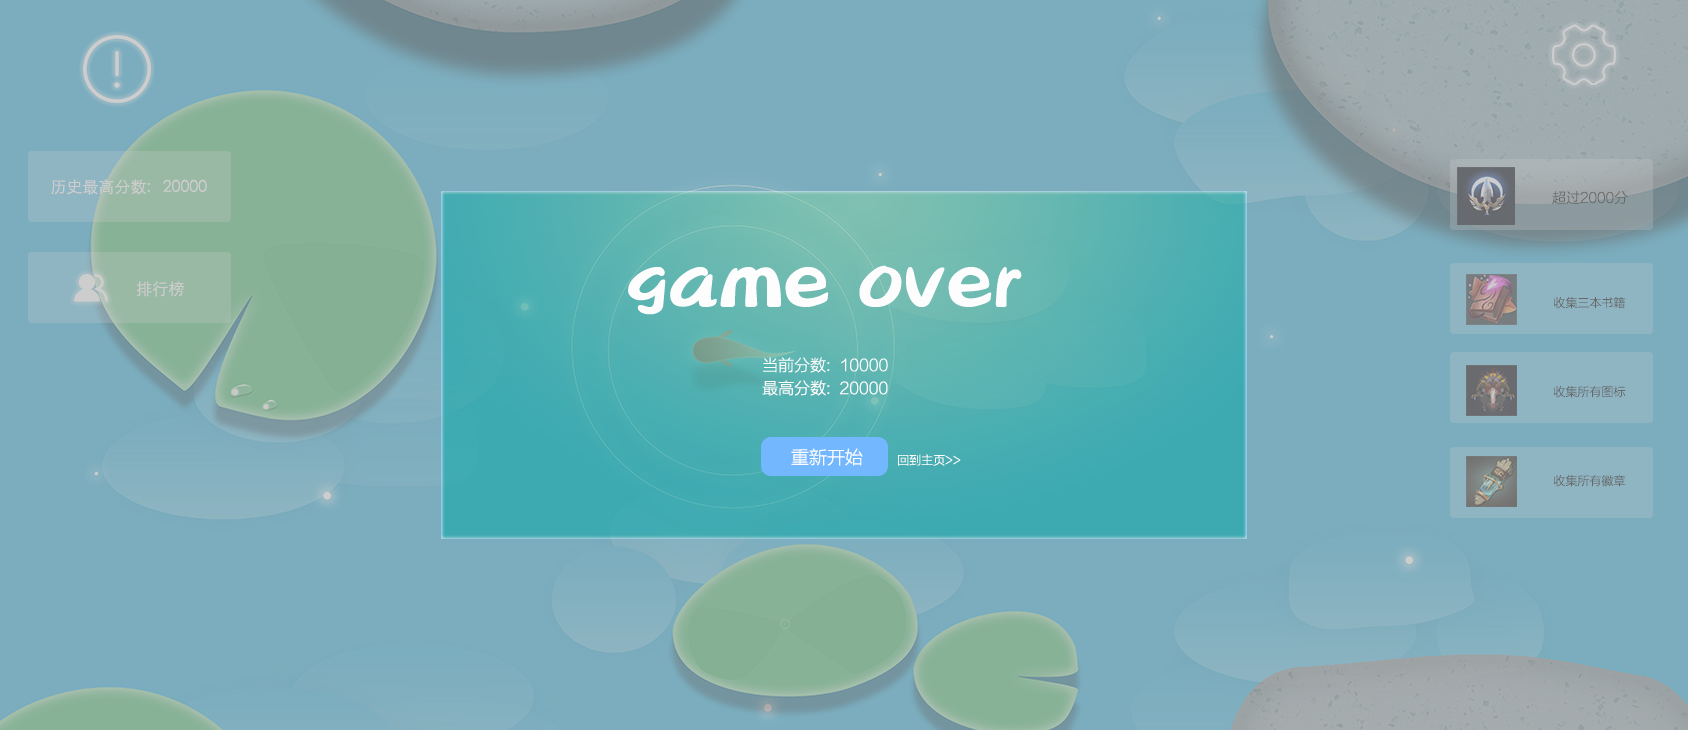 历史最高分数: 20000
排行榜
game over
当前分数: 10000
最高分数: 20000
重新开始
回到主页>>
超过2000分
收集三本书籍
收集所有图标
收集所有徽章